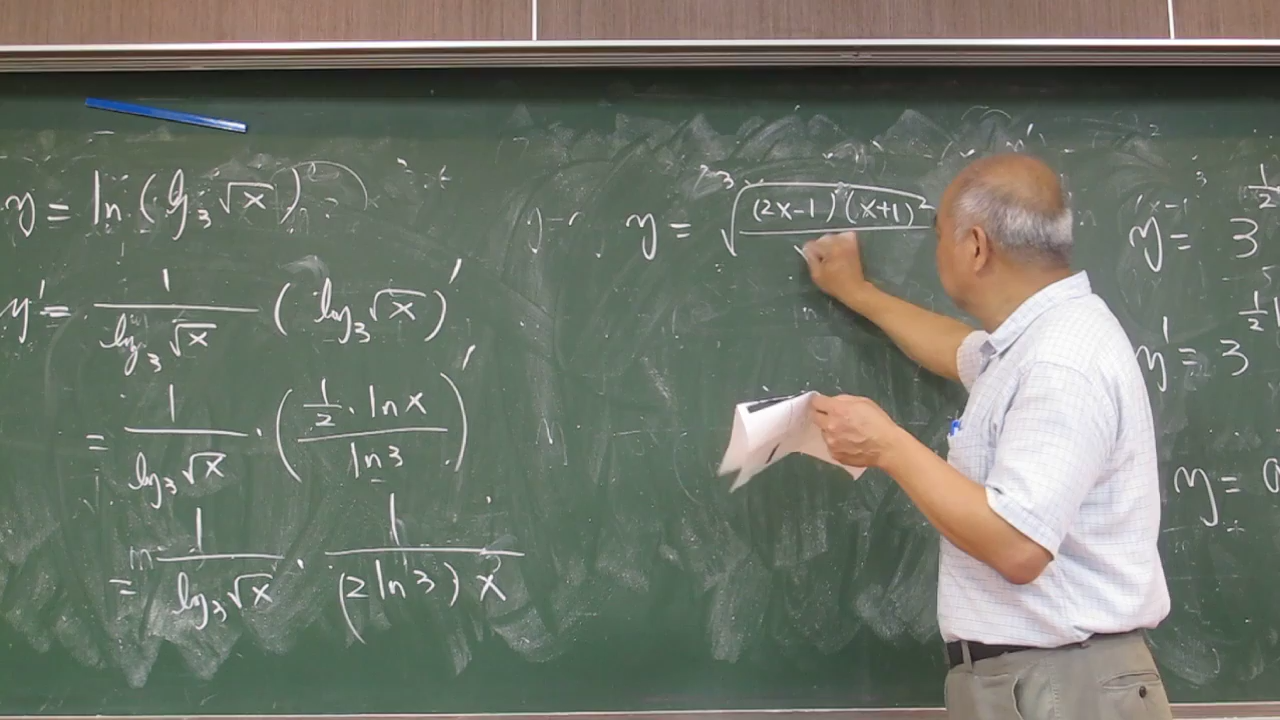 y = ln (log₃√x)
y' = 1/(log₃√x) (log₃√x)'
= 1/(log₃√x) · ((1/2 · ln x)/(ln 3))'
= 1/(log₃√x) · 1/((2 ln 3) x)
y = ∛((2x-1)(x+1)²
y = 3
y' = 3
y =